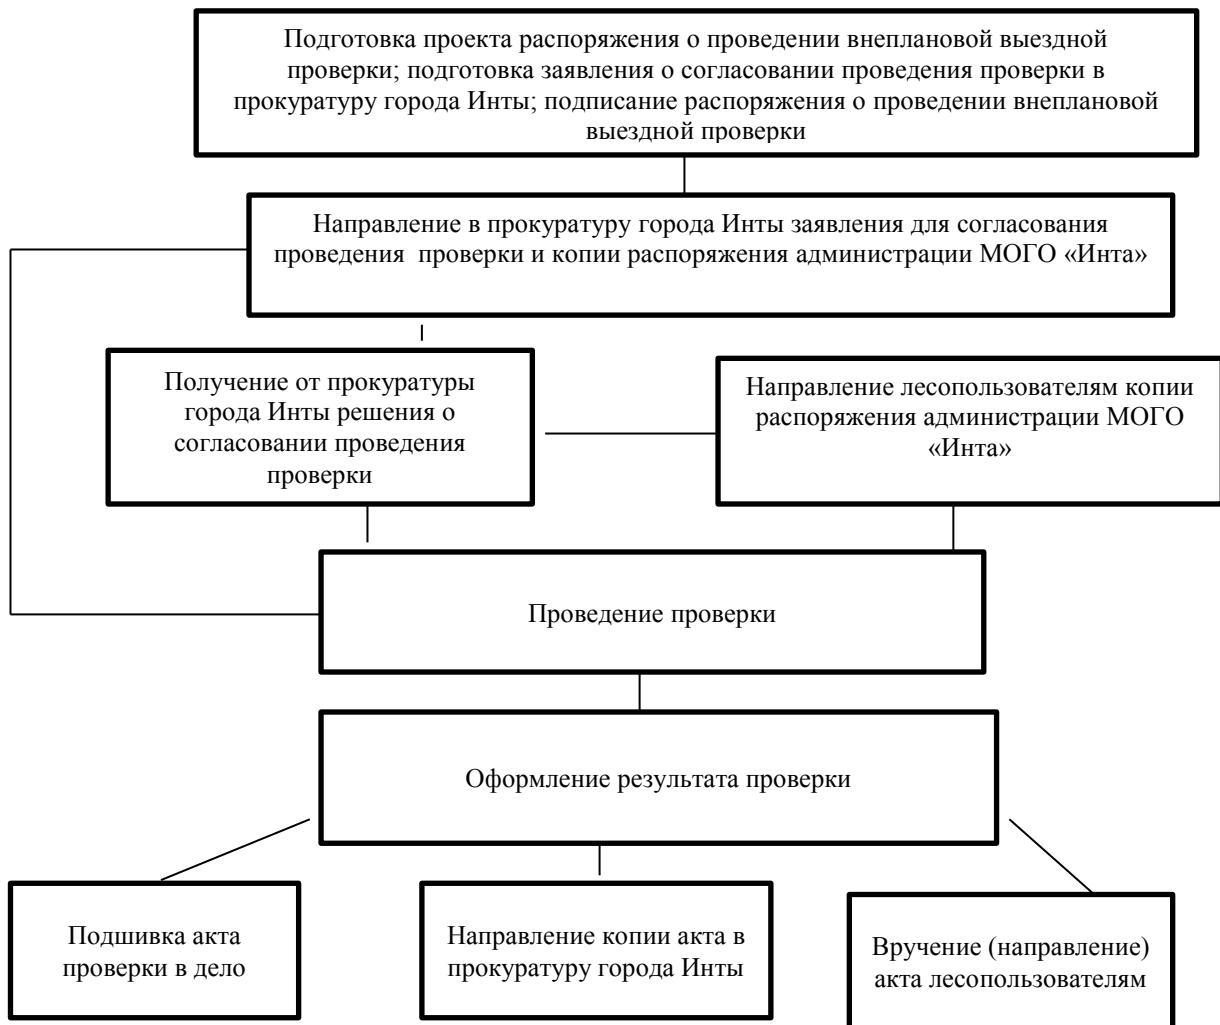 Подготовка проекта распоряжения о проведении внеплановой выездной
проверки; подготовка заявления о согласовании проведения проверки в
прокуратуру города Инты; подписание распоряжения о проведении внеплановой
выездной проверки
Направление в прокуратуру города Инты заявления для согласования
проведения проверки и копии распоряжения администрации МОГО «Инта»
Получение от прокуратуры
города Инты решения о
согласовании проведения
проверки
Направление лесопользователям копии
распоряжения администрации МОГО
«Инта»
Проведение проверки
Оформление результата проверки
Подшивка акта
проверки в дело
Направление копии акта в
прокуратуру города Инты
Вручение (направление)
акта лесопользователям